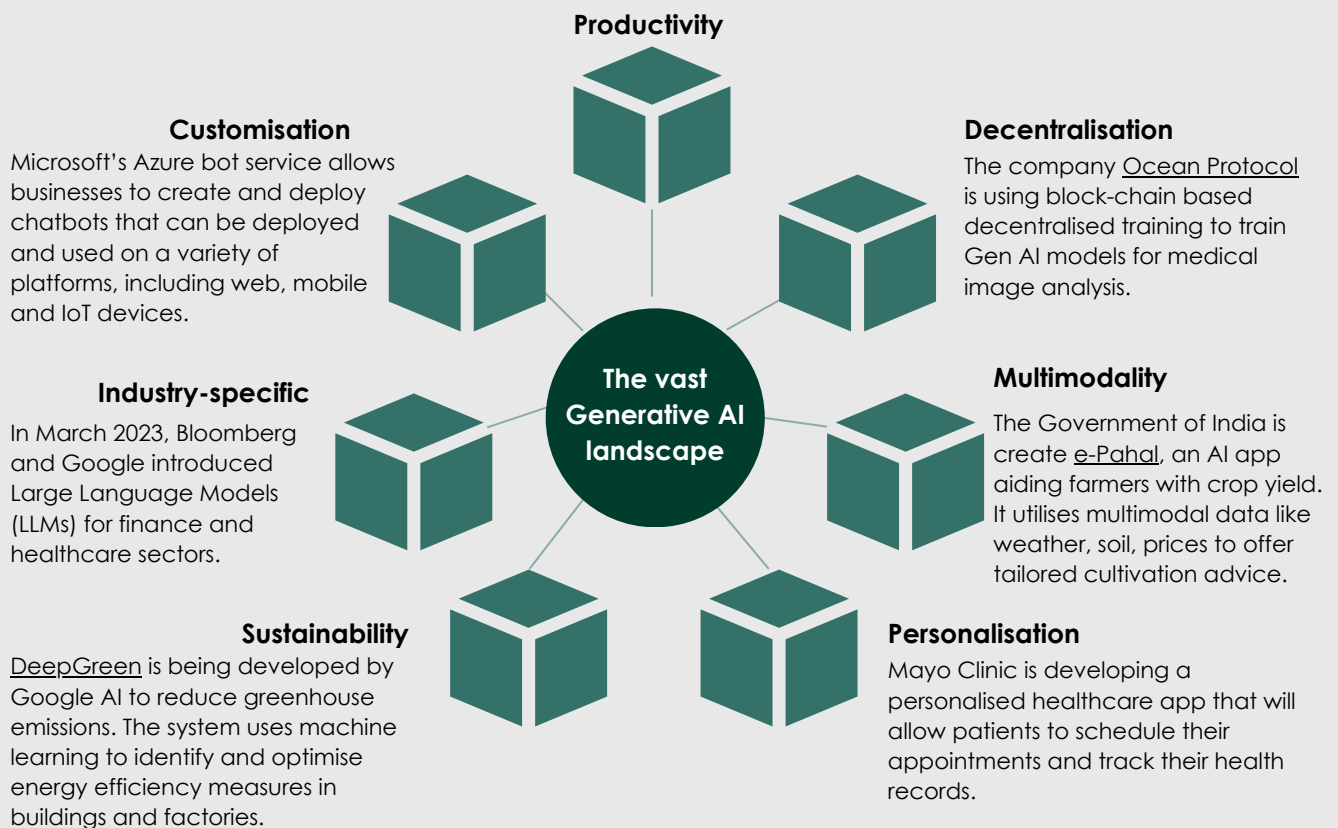 Productivity
Customisation
Microsoft's Azure bot service allows
businesses to create and deploy
chatbots that can be deployed
and used on a variety of
platforms, including web, mobile
and IoT devices.
Decentralisation
The company Ocean Protocol
is using block-chain based
decentralised training to train
Gen AI models for medical
image analysis.
The vast
Generative AI
landscape
Industry-specific
In March 2023, Bloomberg
and Google introduced
Large Language Models
(LLMs) for finance and
healthcare sectors.
Multimodality
The Government of India is
create e-Pahal, an AI app
aiding farmers with crop yield.
It utilises multimodal data like
weather, soil, prices to offer
tailored cultivation advice.
Sustainability
DeepGreen is being developed by
Google AI to reduce greenhouse
emissions. The system uses machine
learning to identify and optimise
energy efficiency measures in
buildings and factories.
Personalisation
Mayo Clinic is developing a
personalised healthcare app that will
allow patients to schedule their
appointments and track their health
records.